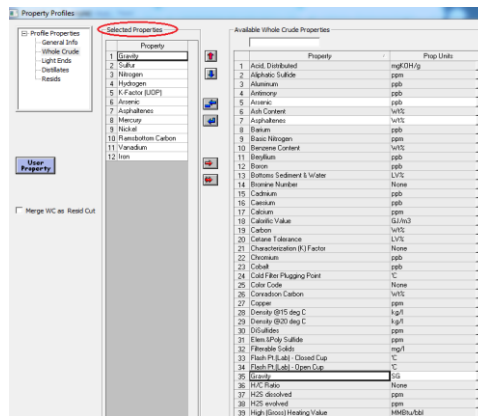 Property Profiles
Profile Properties
General Info
Whole Crude
Light Ends
Distillates
Resids
User
Property
Merge WC as Resid Cut
Selected Properties
Property
1 Gravity
2 Sulfur
3 Nitrogen
4 Hydrogen
5 K-Factor (UOP)
6 Arsenic
7 Asphaltenes
8 Mercury
9 Nickel
10 Ramsbottom Carbon
11 Vanadium
12 Iron
Available Whole Crude Properties
Property Prop Units
1 Acid, Distributed mgKOH/g
2 Aliphatic Sulfide ppm
3 Aluminum ppb
4 Antimony ppb
5 Arsenic ppb
6 Ash Content Wt%
7 Asphaltenes Wt%
8 Barium ppb
9 Basic Nitrogen ppm
10 Benzene Content Wt%
11 Beryllium ppb
12 Boron ppb
13 Bottoms Sediment & Water LV%
14 Bromine Number None
15 Cadmium ppb
16 Caesium ppb
17 Calcium ppm
18 Calorific Value GJ/m3
19 Carbon Wt%
20 Cetane Tolerance LV%
21 Characterization (K) Factor None
22 Chromium ppb
23 Cobalt ppb
24 Cold Filter Plugging Point °C
25 Color Code None
26 Conradson Carbon Wt%
27 Copper ppm
28 Density @15 deg C kg/l
29 Density @20 deg C kg/l
30 DiSulfides ppm
31 Elem.&Poly Sulfide ppm
32 Filterable Solids mg/l
33 Flash Pt.(Lab) - Closed Cup °C
34 Flash Pt.(Lab) - Open Cup °C
35 Gravity SG
36 H/C Ratio None
37 H2S dissolved ppm
38 H2S evolved ppm
39 High (Gross) Heating Value MMBtu/bbl